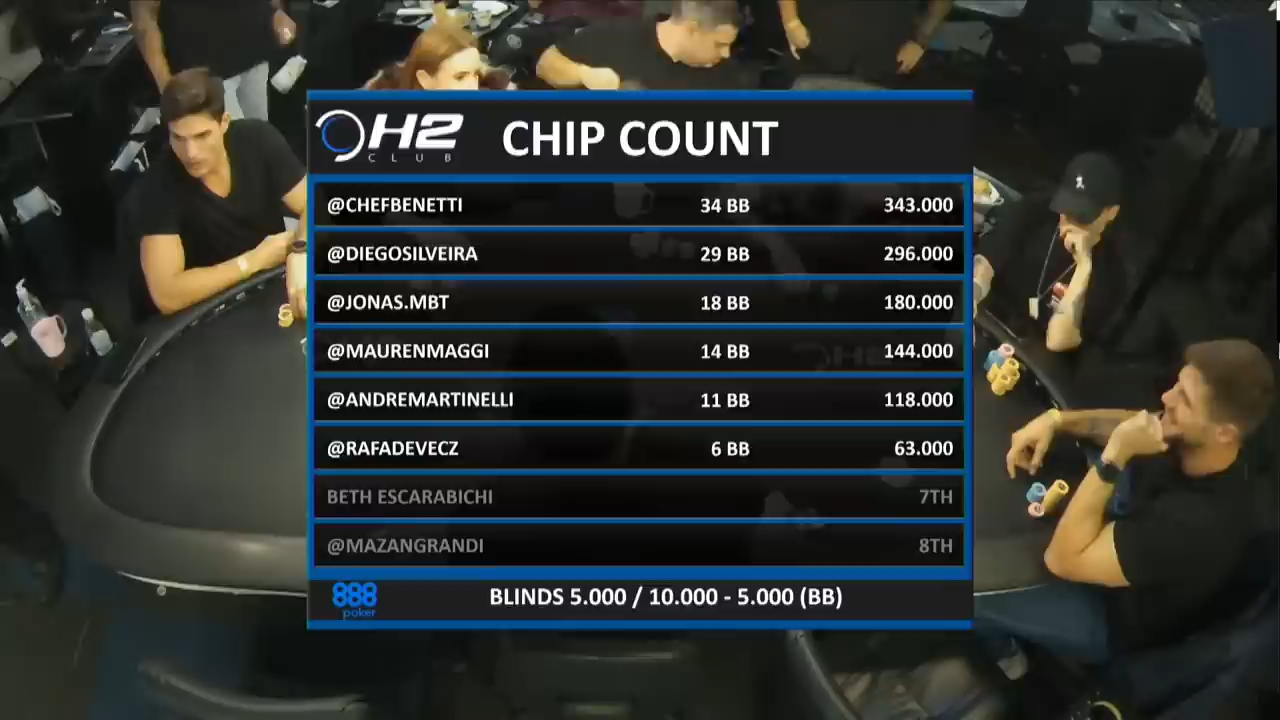 H2 CLUB CHIP COUNT
@CHEFBENETTI 34 BB 343.000
@DIEGOSILVEIRA 29 BB 296.000
@JONAS.MBT 18 BB 180.000
@MAURENMAGGI 14 BB 144.000
@ANDREMARTINELLI 11 BB 118.000
@RAFADEVECZ 6 BB 63.000
BETH ESCARABICHI 7TH
@MAZANGRANDI 8TH
888 poker BLINDS 5.000 / 10.000 - 5.000 (BB)